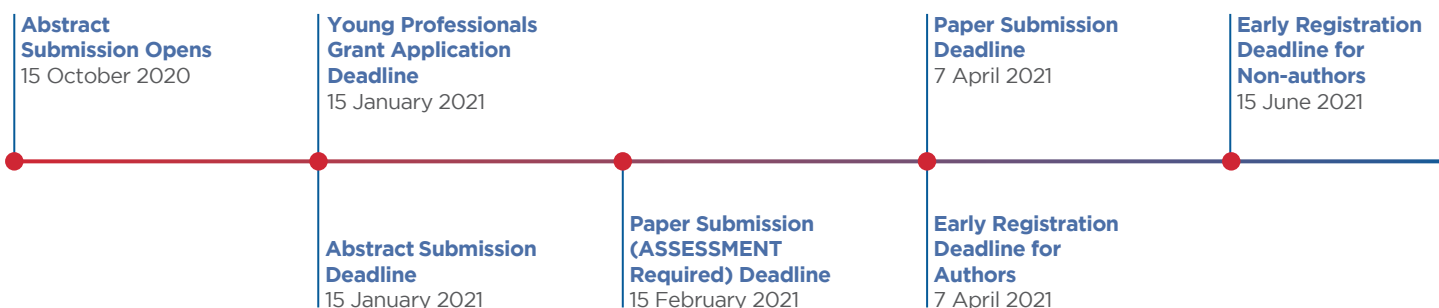 Abstract
Submission Opens
15 October 2020
Young Professionals
Grant Application
Deadline
15 January 2021
Paper Submission
Deadline
7 April 2021
Early Registration
Deadline for
Non-authors
15 June 2021
Abstract Submission
Deadline
15 January 2021
Paper Submission
(ASSESSMENT
Required) Deadline
15 February 2021
Early Registration
Deadline for
Authors
7 April 2021